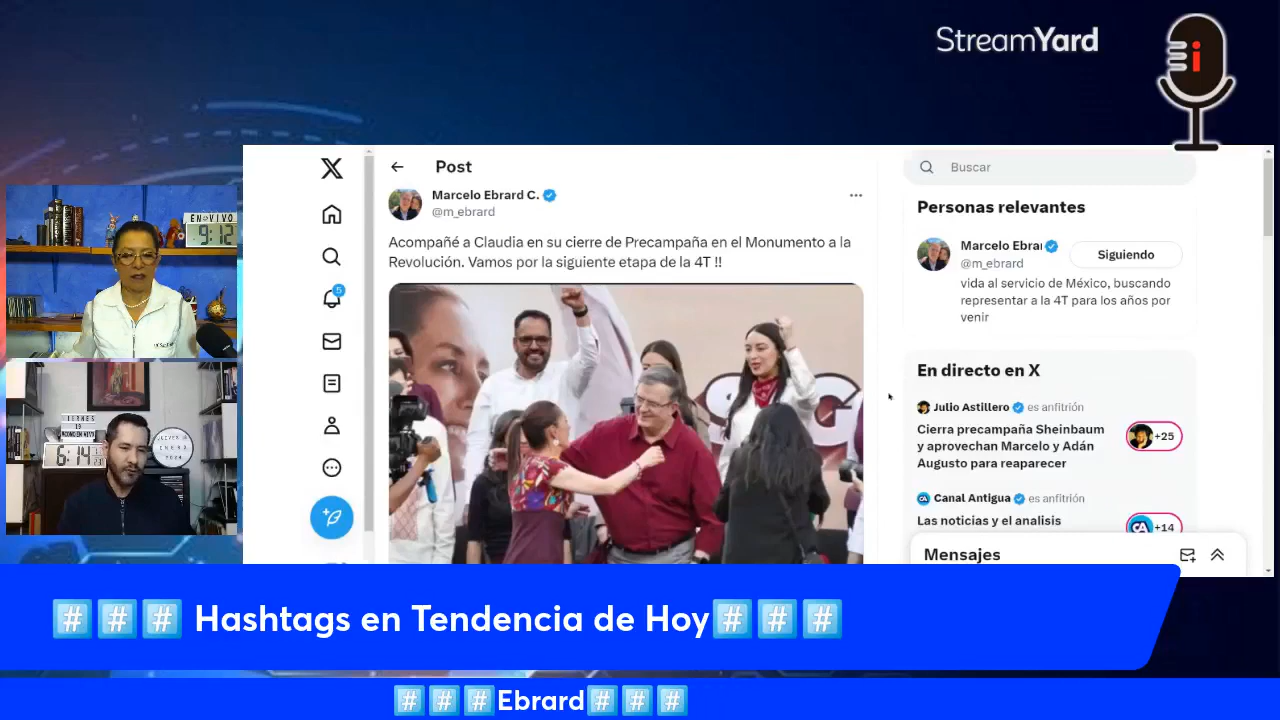 StreamYard
i
EN VIVO
9:12
6:14
X
5
Post
Marcelo Ebrard C.
@m_ebrard
Acompañé a Claudia en su cierre de Precampaña en el Monumento a la
Revolución. Vamos por la siguiente etapa de la 4T !!
Buscar
Personas relevantes
Marcelo Ebrar
@m_ebrard
Siguiendo
vida al servicio de México, buscando
representar a la 4T para los años por
venir
En directo en X
Julio Astillero es anfitrión
Cierra precampaña Sheinbaum
y aprovechan Marcelo y Adán
Augusto para reaparecer
+25
Canal Antigua es anfitrión
Las noticias y el analisis
CA +14
Mensajes
#️⃣#️⃣#️⃣ Hashtags en Tendencia de Hoy#️⃣#️⃣#️⃣
#️⃣#️⃣#️⃣Ebrard#️⃣#️⃣#️⃣